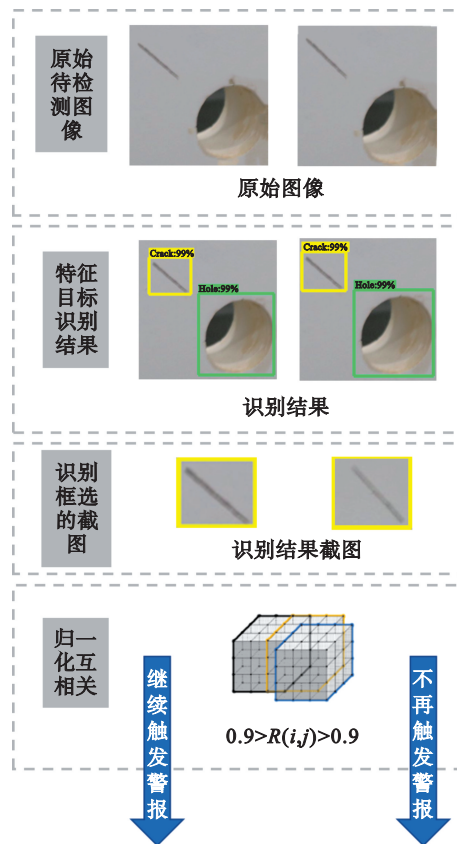 原始
待检
测图
像
原始图像
特征
目标
识别
结果
Crack:99%
Hole:99%
Crack:99%
Hole:99%
识别结果
识别
框选
的截
图
识别结果截图
归一
化互
相关
继续触发警报
0.9>R(i,j)>0.9
不再触发警报